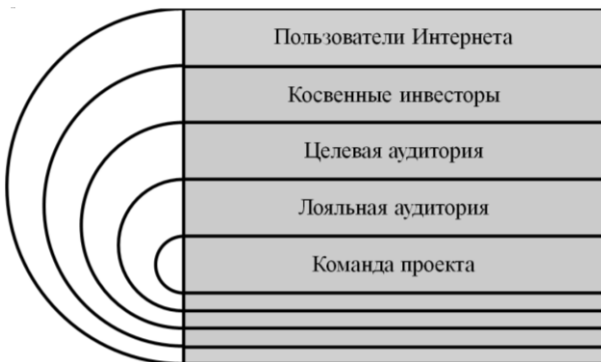 Пользователи Интернета
Косвенные инвесторы
Целевая аудитория
Лояльная аудитория
Команда проекта